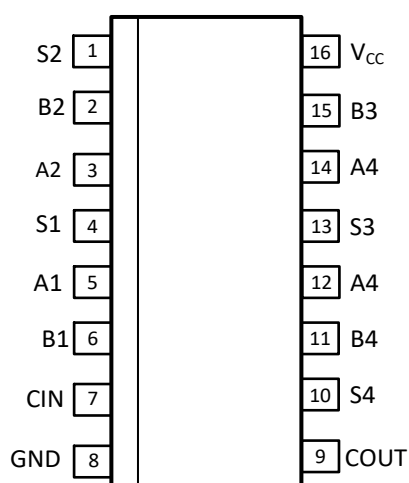 S2 1 16 VCC
B2 2 15 B3
A2 3 14 A4
S1 4 13 S3
A1 5 12 A4
B1 6 11 B4
CIN 7 10 S4
GND 8 9 COUT